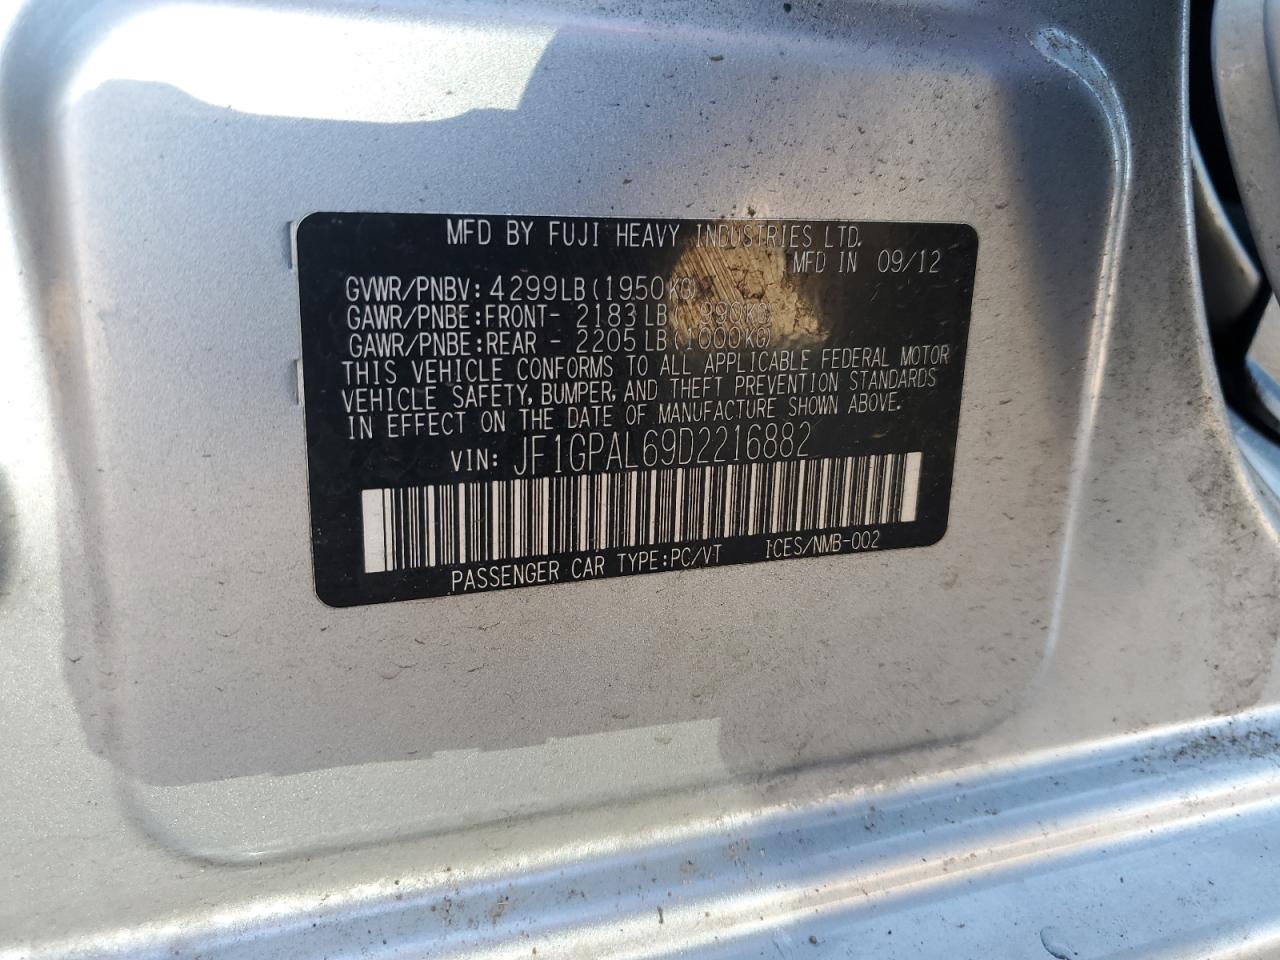 MFD BY FUJI HEAVY INDUSTRIES LTD.
MFD IN 09/12
GVWR/PNBV: 4299LB (1950KG)
GAWR/PNBE: FRONT- 2183LB ( 990KG)
GAWR/PNBE: REAR - 2205LB (1000KG)
THIS VEHICLE CONFORMS TO ALL APPLICABLE FEDERAL MOTOR
VEHICLE SAFETY, BUMPER, AND THEFT PREVENTION STANDARDS
IN EFFECT ON THE DATE OF MANUFACTURE SHOWN ABOVE.
VIN: JF1GPAL69D2216882
PASSENGER CAR TYPE: PC/VT ICES/NMB-002